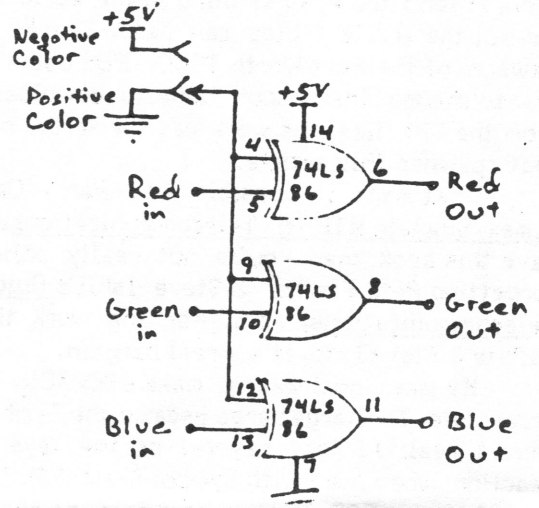 +5V
Negative
Color
Positive
Color
+5V
14
4
74LS
86
6
Red
in
5
Red
Out
9
74LS
86
8
Green
in
10
Green
Out
12
74LS
86
11
Blue
in
13
Blue
Out
7